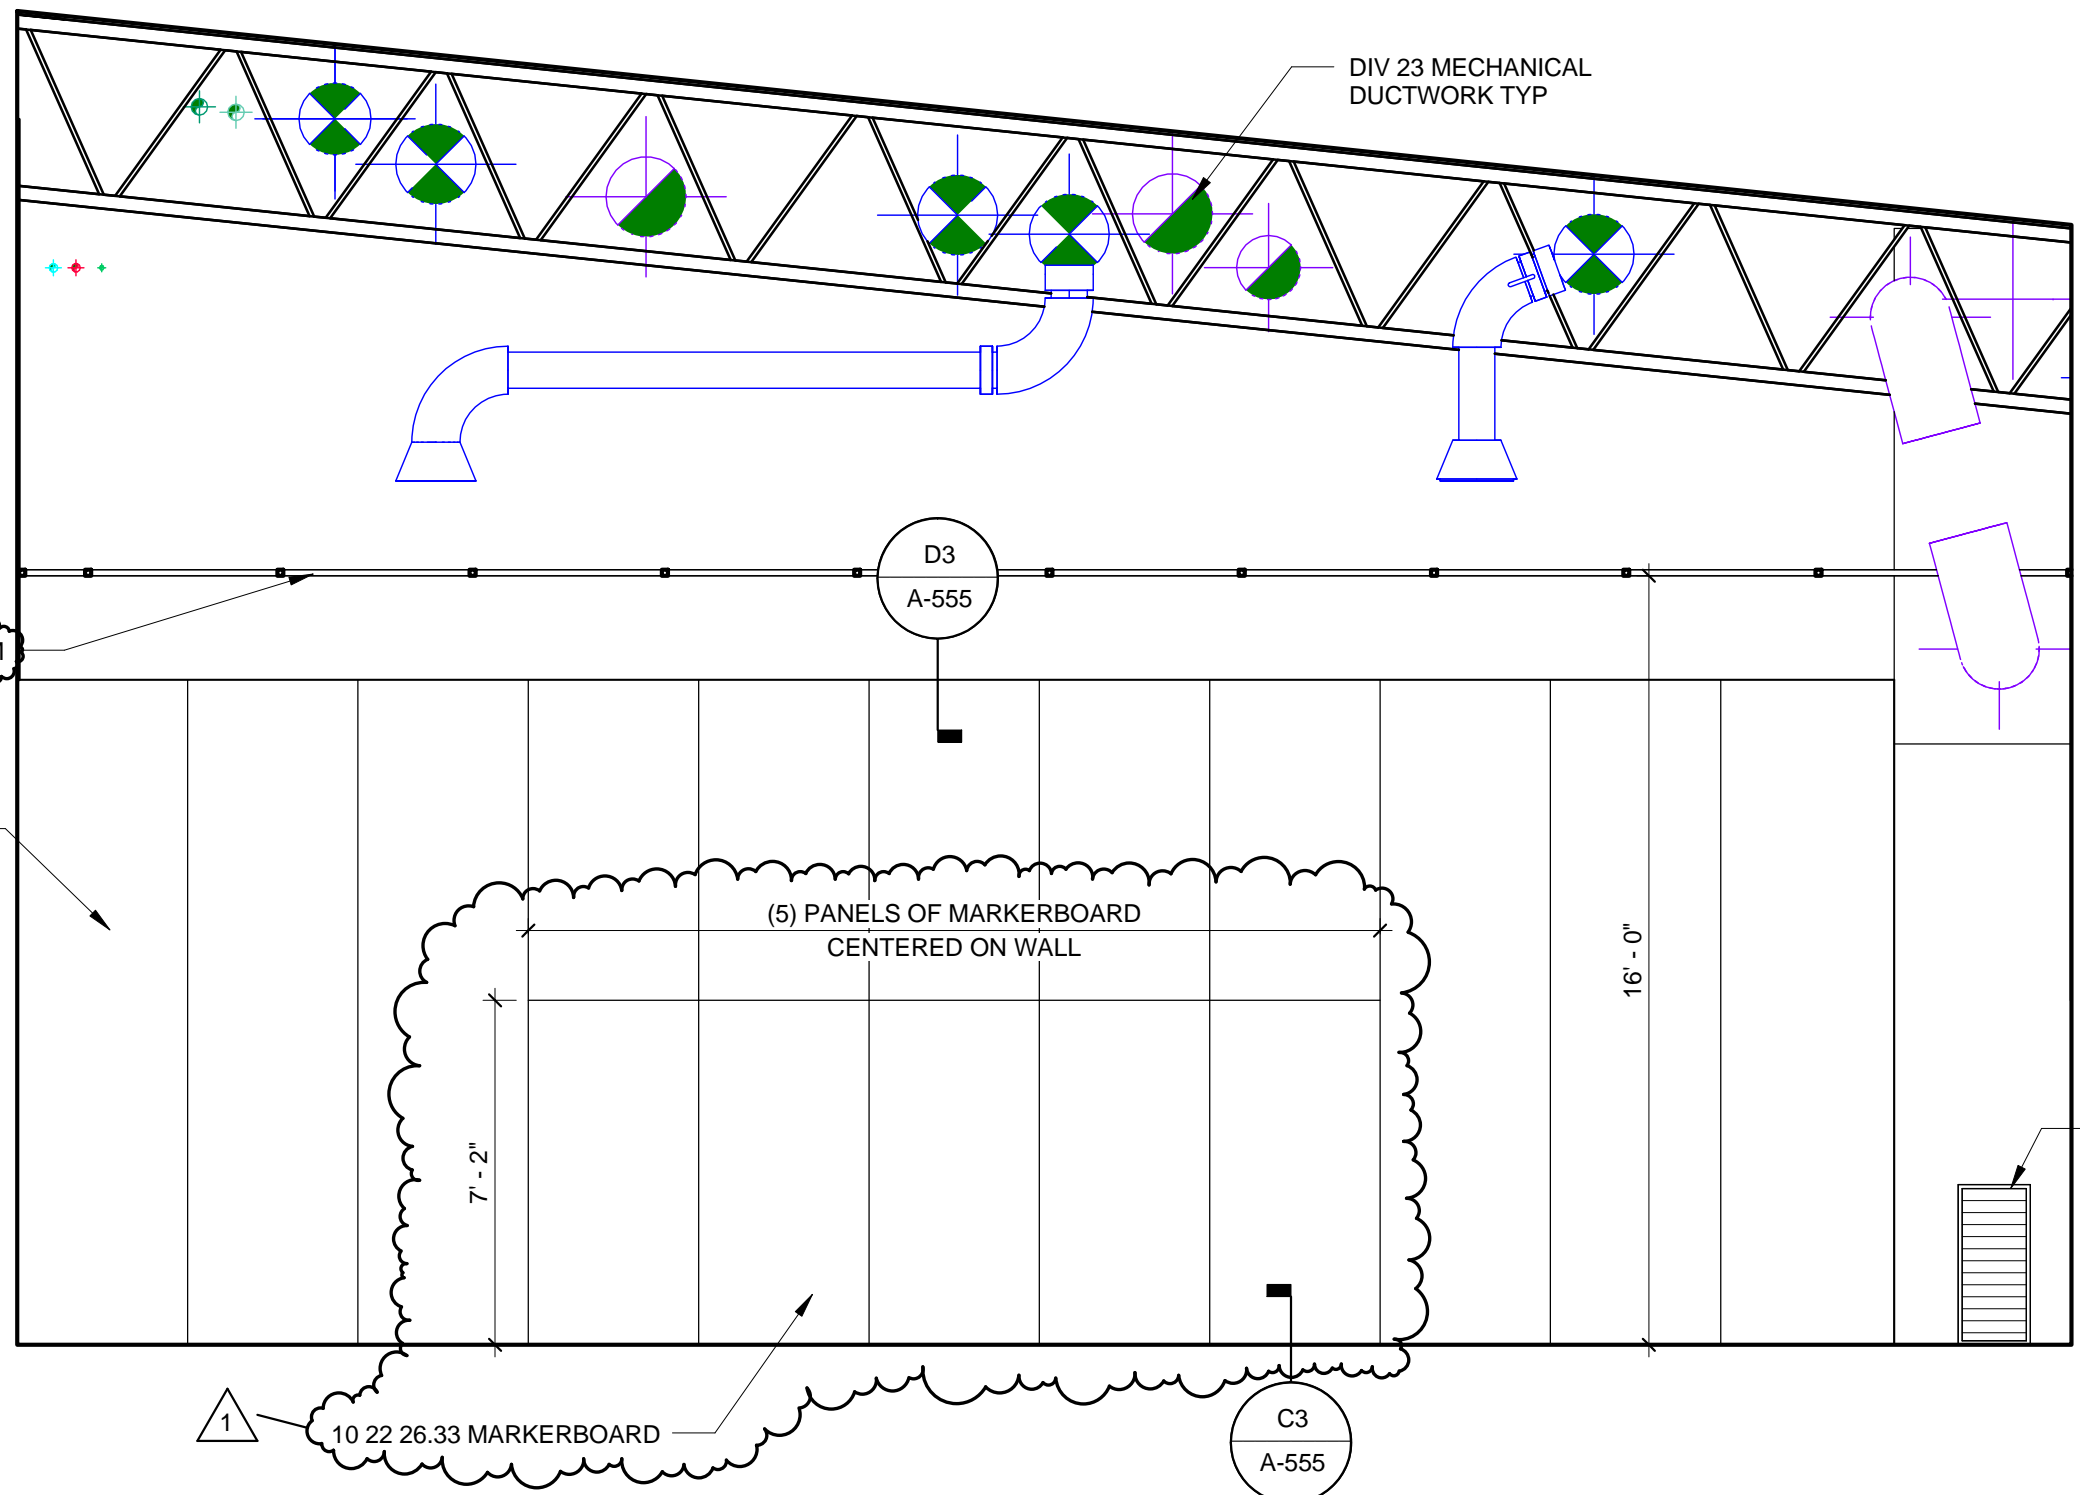 DIV 23 MECHANICAL
DUCTWORK TYP
D3
A-555
1
(5) PANELS OF MARKERBOARD
CENTERED ON WALL
16' - 0"
7' - 2"
1
10 22 26.33 MARKERBOARD
C3
A-555